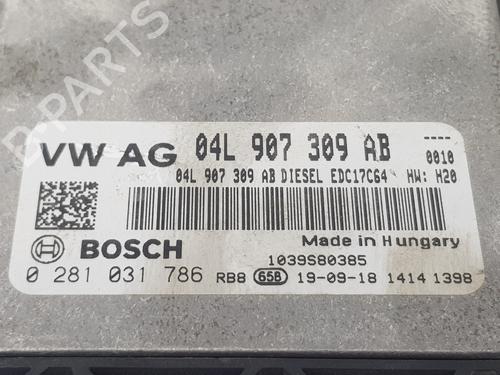 B-PARTS
VW AG 04L 907 309 AB ----
0010
04L 907 309 AB DIESEL EDC17C64 HW: H20
BOSCH Made in Hungary
1039S80385
0 281 031 786 RB8 65B 19-09-18 1414 1398